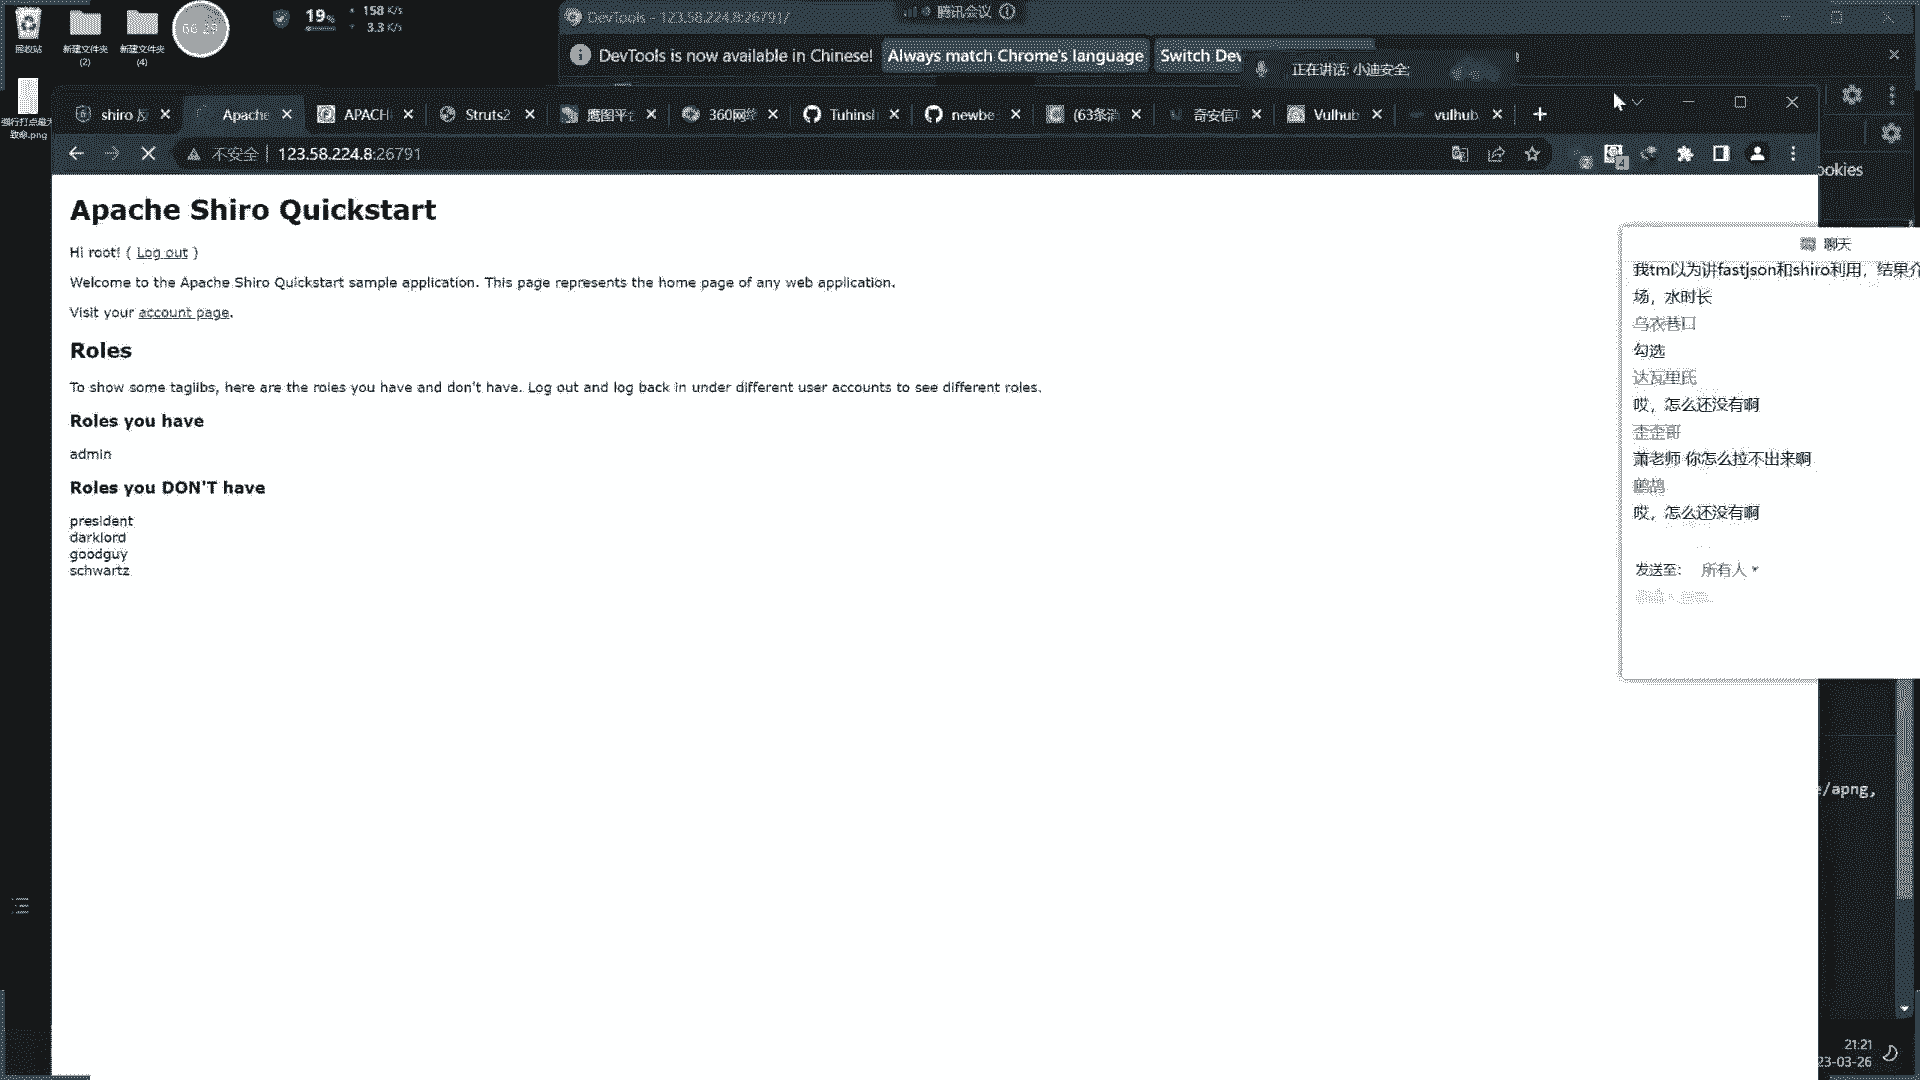 回收站
新建文件夹
(2)
新建文件夹
(4)
66:29
19%
158 K/s
3.3 K/s
致命.png
DevTools - 123.58.224.8:26791/
腾讯会议
DevTools is now available in Chinese!
Always match Chrome's language
Switch Dev
正在讲话: 小迪安全;
shiro 反
Apache
APACH
Struts2
鹰图平台
360网络
Tuhinsh
newbe
(63条消
奇安信
Vulhub
vulhub
不安全
123.58.224.8:26791
ookies
Apache Shiro Quickstart
Hi root! ( Log out )
Welcome to the Apache Shiro Quickstart sample application. This page represents the home page of any web application.
Visit your account page.
Roles
To show some taglibs, here are the roles you have and don't have. Log out and log back in under different user accounts to see different roles.
Roles you have
admin
Roles you DON'T have
president
darklord
goodguy
schwartz
聊天
我tm以为讲fastjson和shiro利用，结果介
场，水时长
乌衣巷口
勾选
达瓦里氏
哎，怎么还没有啊
歪歪哥
萧老师 你怎么拉不出来啊
鹧鸪
哎，怎么还没有啊
发送至:
所有人
e/apng,
21:21
23-03-26